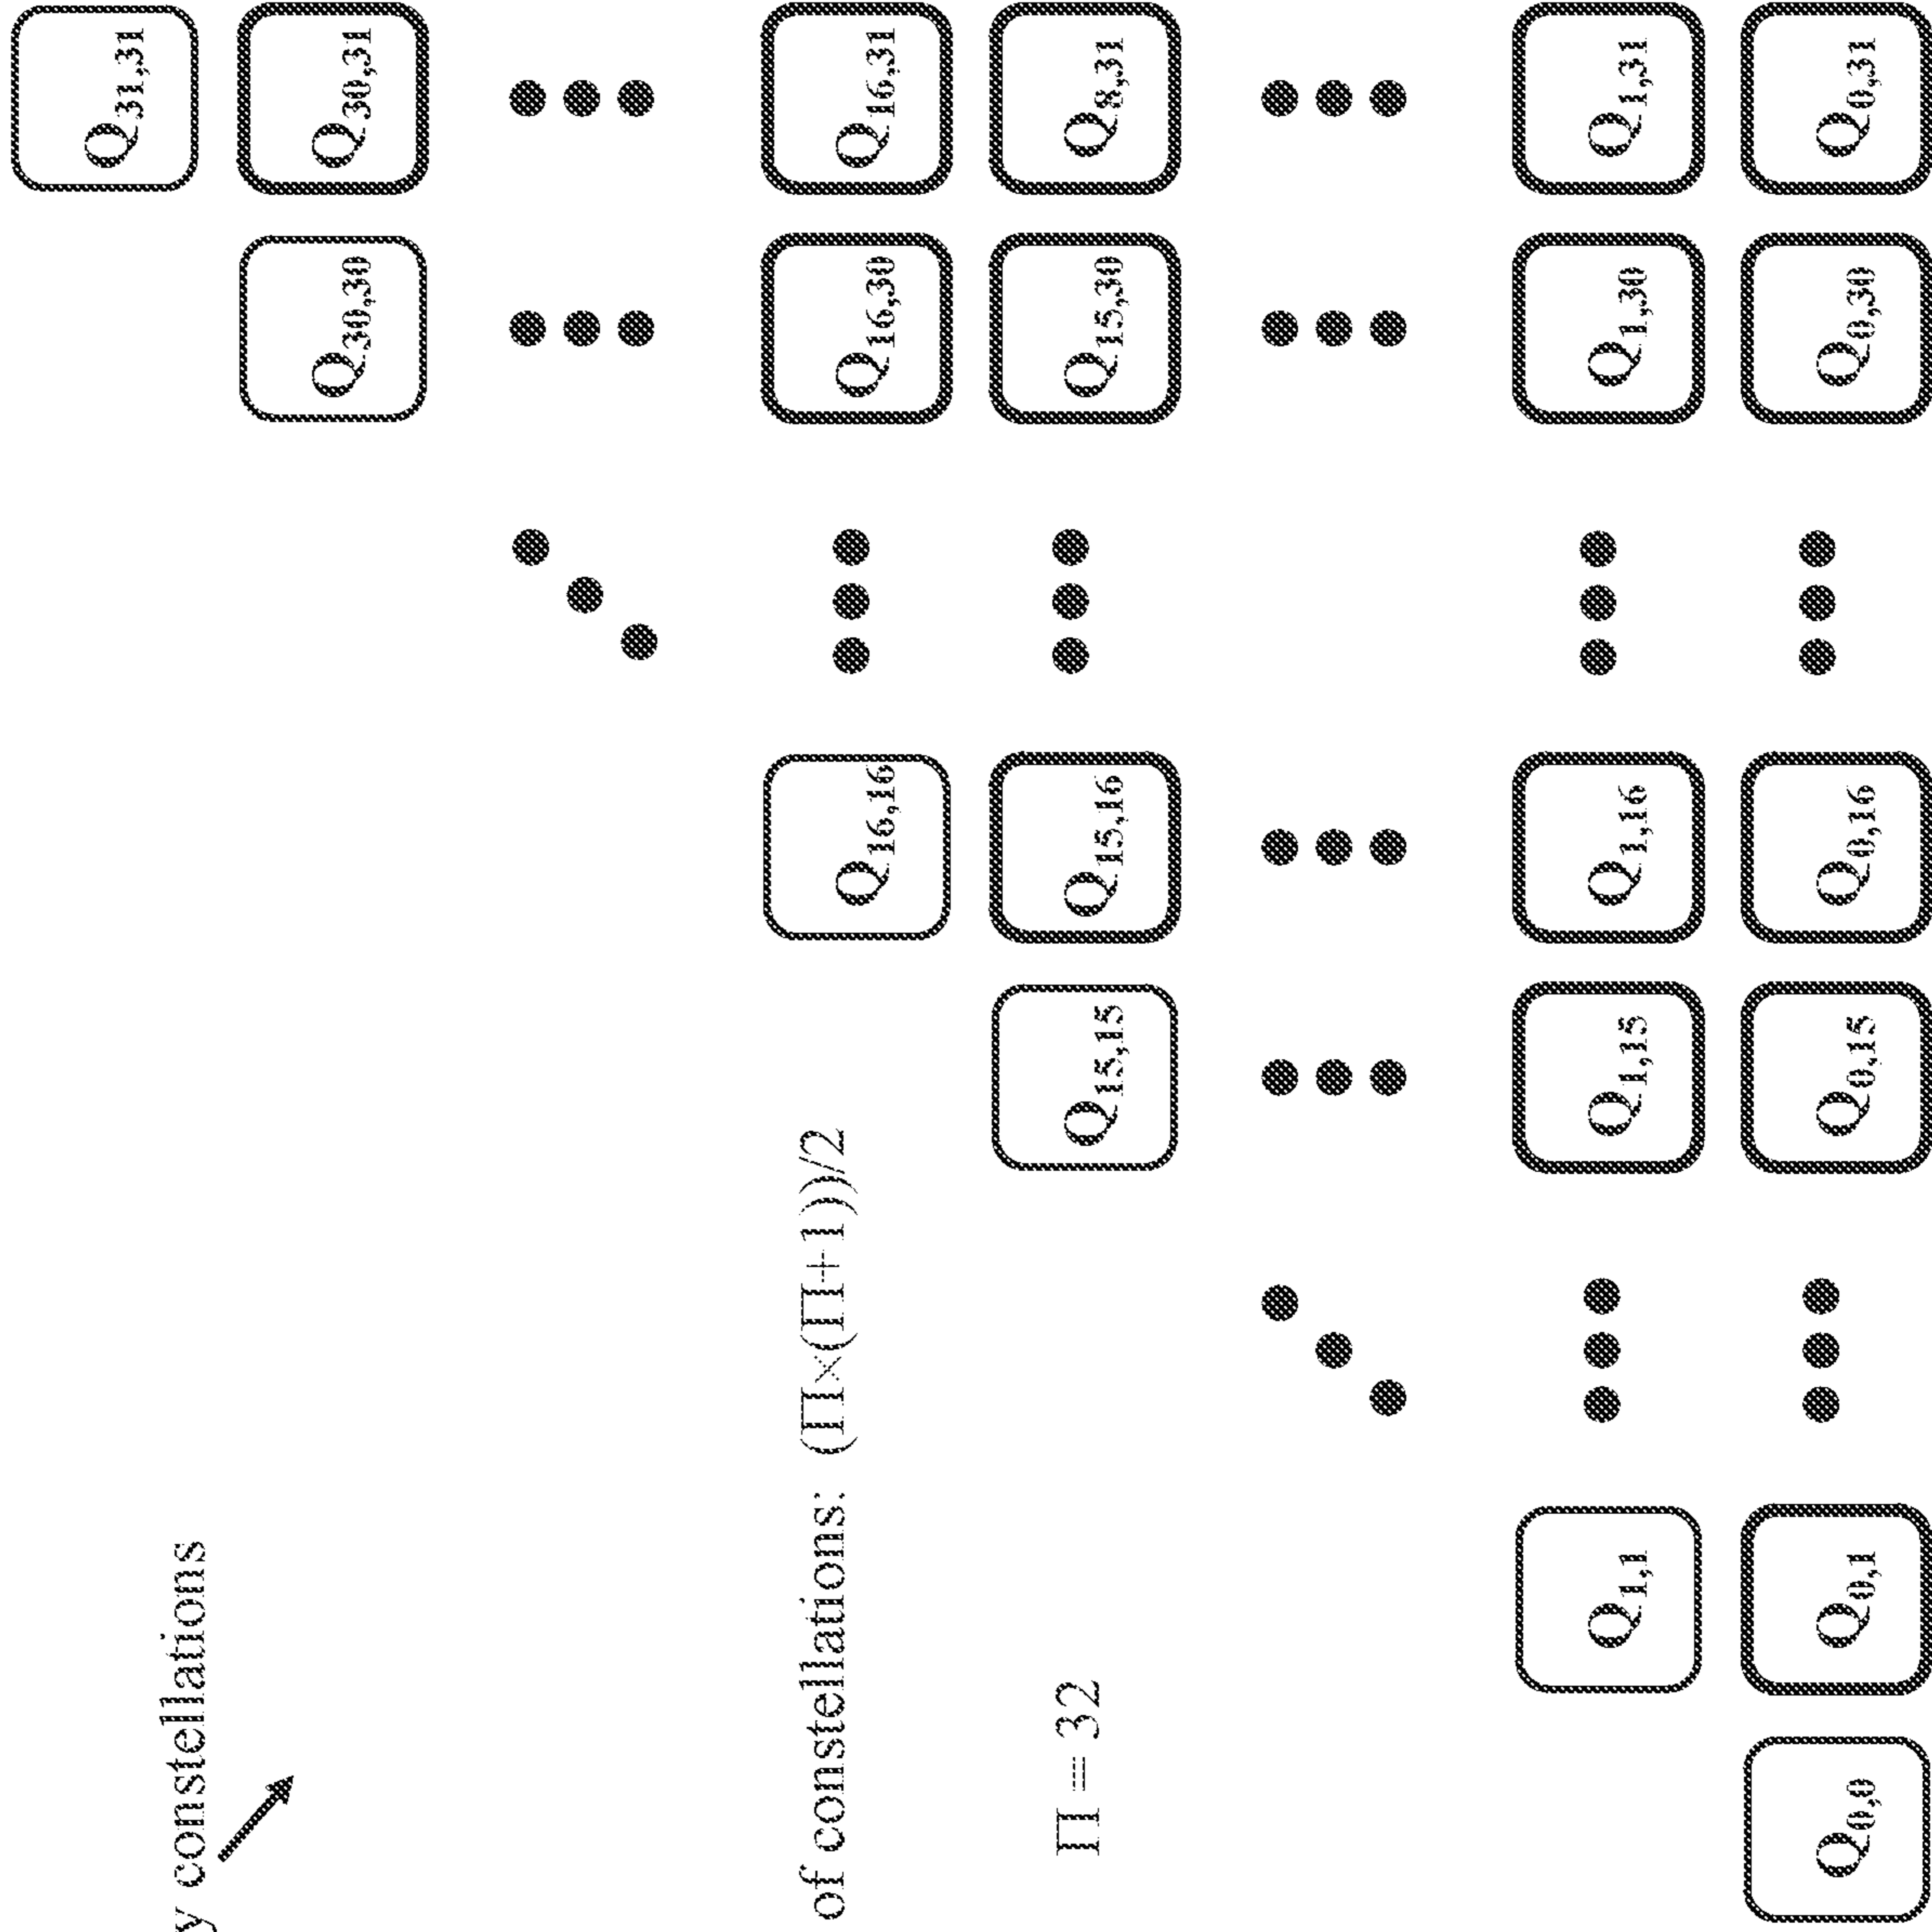 Q31,31
y constellations
Q30,30 Q30,31
of constellations: (Π×(Π+1))/2
Q16,16 Q16,30 Q16,31
Π = 32
Q15,15 Q15,16 Q15,30 Q8,31
Q1,1 Q1,15 Q1,16 Q1,30 Q1,31
Q0,0 Q0,1 Q0,15 Q0,16 Q0,30 Q0,31